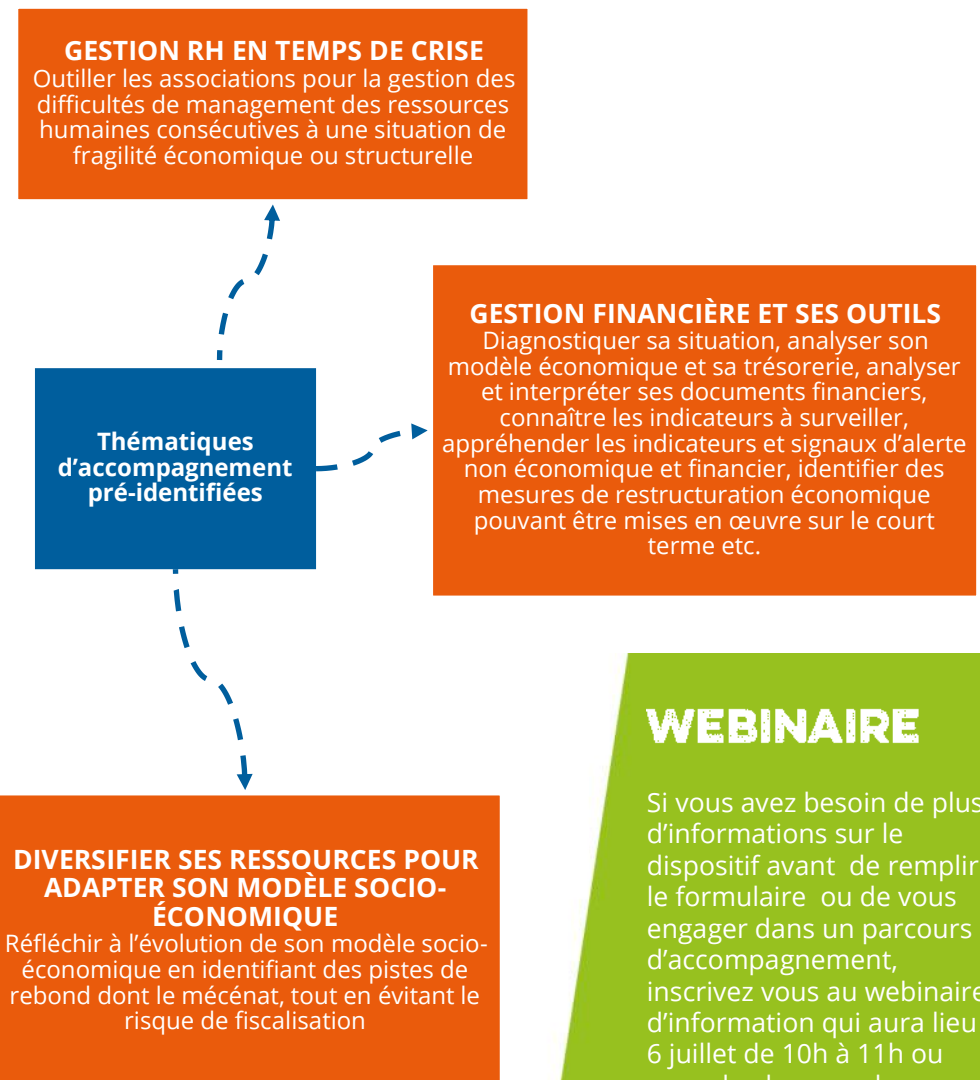 GESTION RH EN TEMPS DE CRISE
Outiller les associations pour la gestion des
difficultés de management des ressources
humaines consécutives à une situation de
fragilité économique ou structurelle
GESTION FINANCIÈRE ET SES OUTILS
Diagnostiquer sa situation, analyser son
modèle économique et sa trésorerie, analyser
et interpréter ses documents financiers,
connaître les indicateurs à surveiller,
appréhender les indicateurs et signaux d'alerte
non économique et financier, identifier des
mesures de restructuration économique
pouvant être mises en œuvre sur le court
terme etc.
Thématiques
d'accompagnement
pré-identifiées
DIVERSIFIER SES RESSOURCES POUR
ADAPTER SON MODÈLE SOCIO-
ÉCONOMIQUE
Réfléchir à l'évolution de son modèle socio-
économique en identifiant des pistes de
rebond dont le mécénat, tout en évitant le
risque de fiscalisation
WEBINAIRE
Si vous avez besoin de plus
d'informations sur le
dispositif avant de remplir
le formulaire ou de vous
engager dans un parcours
d'accompagnement,
inscrivez vous au webinaire
d'information qui aura lieu
6 juillet de 10h à 11h ou